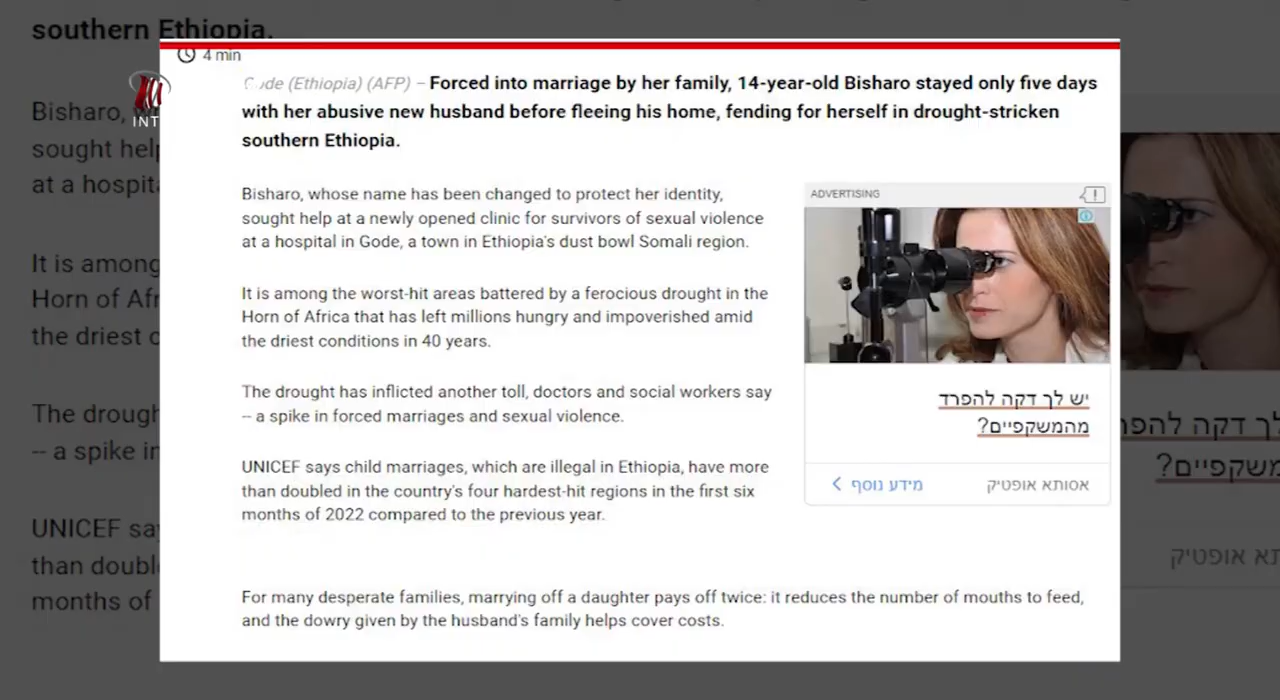 southern Ethiopia.
4 min
Gode (Ethiopia) (AFP) – Forced into marriage by her family, 14-year-old Bisharo stayed only five days
with her abusive new husband before fleeing his home, fending for herself in drought-stricken
southern Ethiopia.
Bisharo, whose name has been changed to protect her identity,
sought help at a newly opened clinic for survivors of sexual violence
at a hospital in Gode, a town in Ethiopia's dust bowl Somali region.
It is among the worst-hit areas battered by a ferocious drought in the
Horn of Africa that has left millions hungry and impoverished amid
the driest conditions in 40 years.
The drought has inflicted another toll, doctors and social workers say
-- a spike in forced marriages and sexual violence.
UNICEF says child marriages, which are illegal in Ethiopia, have more
than doubled in the country's four hardest-hit regions in the first six
months of 2022 compared to the previous year.
For many desperate families, marrying off a daughter pays off twice: it reduces the number of mouths to feed,
and the dowry given by the husband's family helps cover costs.
ADVERTISING
יש לך דקה להפרד
מהמשקפיים?
אסותא אופטיק
מידע נוסף
INT
Bisharo,
sought help
at a
It is among
Horn of
the driest
The
-- a spike in
UNICEF
than
months of
לך דקה